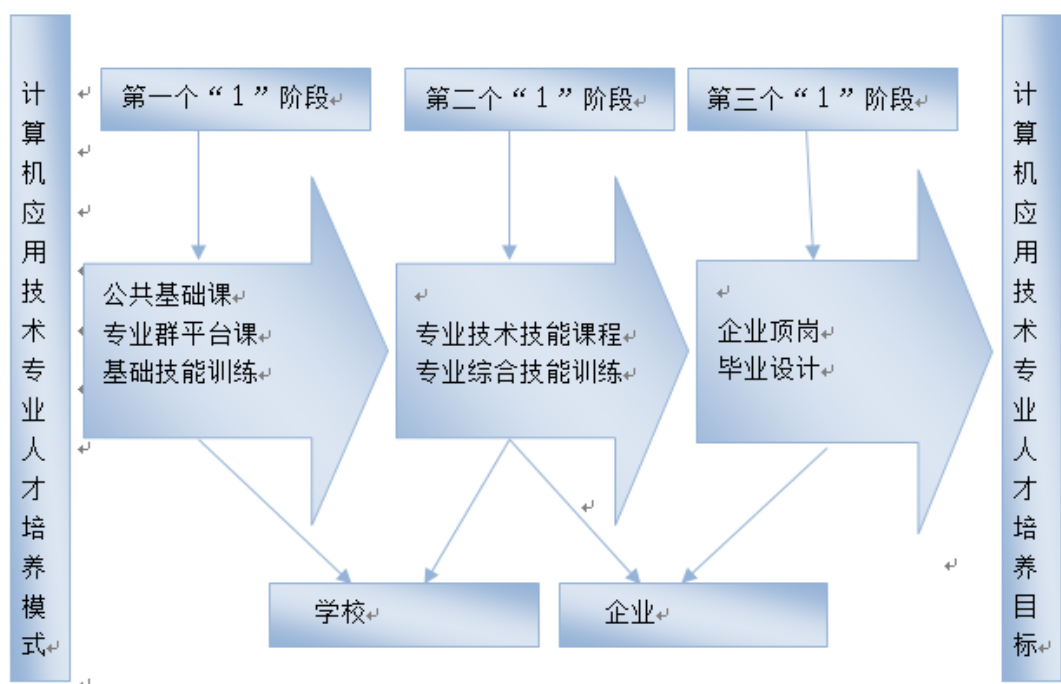 计算机应用技术专业人才培养模式
第一个“1”阶段
第二个“1”阶段
第三个“1”阶段
公共基础课
专业群平台课
基础技能训练
专业技术技能课程
专业综合技能训练
企业顶岗
毕业设计
学校
企业
计算机应用技术专业人才培养目标